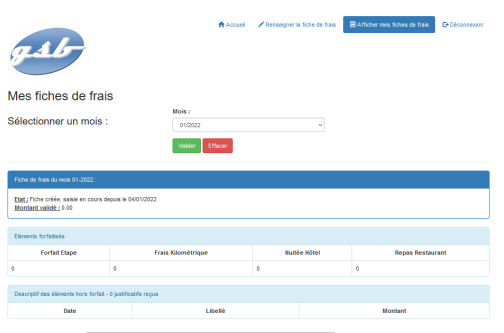 Accueil
Renseigner la fiche de frais
Afficher mes fiches de frais
Déconnexion
gsb
Mes fiches de frais
Mois :
Sélectionner un mois :
01/2022
Valider
Effacer
Fiche de frais du mois 01-2022 :
Etat : Fiche créée, saisie en cours depuis le 04/01/2022
Montant validé : 0.00
Eléments forfaitisés
Forfait Etape Frais Kilométrique Nuitée Hôtel Repas Restaurant
0 0 0 0
Descriptif des éléments hors forfait - 0 justificatifs reçus
Date Libellé Montant